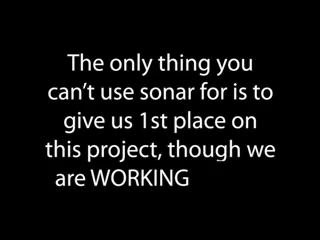 The only thing you
can’t use sonar for is to
give us 1st place on
this project, though we
are WORKING